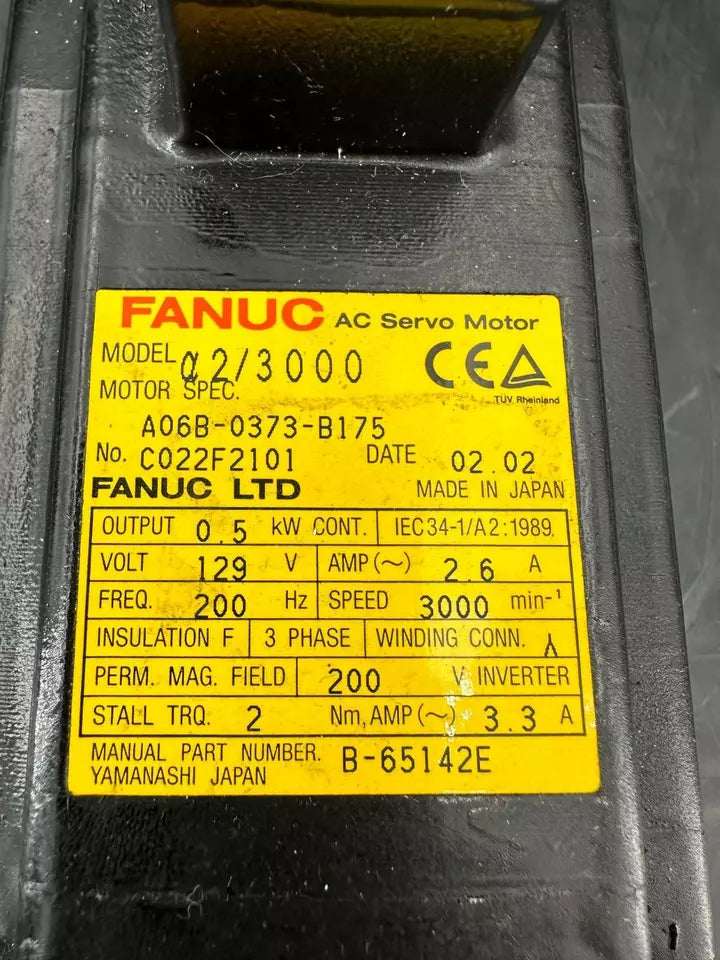 FANUC AC Servo Motor
MODEL α2/3000 CE
MOTOR SPEC. TÜV Rheinland
A06B-0373-B175
No. C022F2101 DATE 02.02
FANUC LTD MADE IN JAPAN
OUTPUT 0.5 kW CONT. IEC34-1/A2:1989
VOLT 129 V AMP(~) 2.6 A
FREQ. 200 Hz SPEED 3000 min-¹
INSULATION F 3 PHASE WINDING CONN. Y
PERM. MAG. FIELD 200 V INVERTER
STALL TRQ. 2 Nm, AMP(~) 3.3 A
MANUAL PART NUMBER. B-65142E
YAMANASHI JAPAN